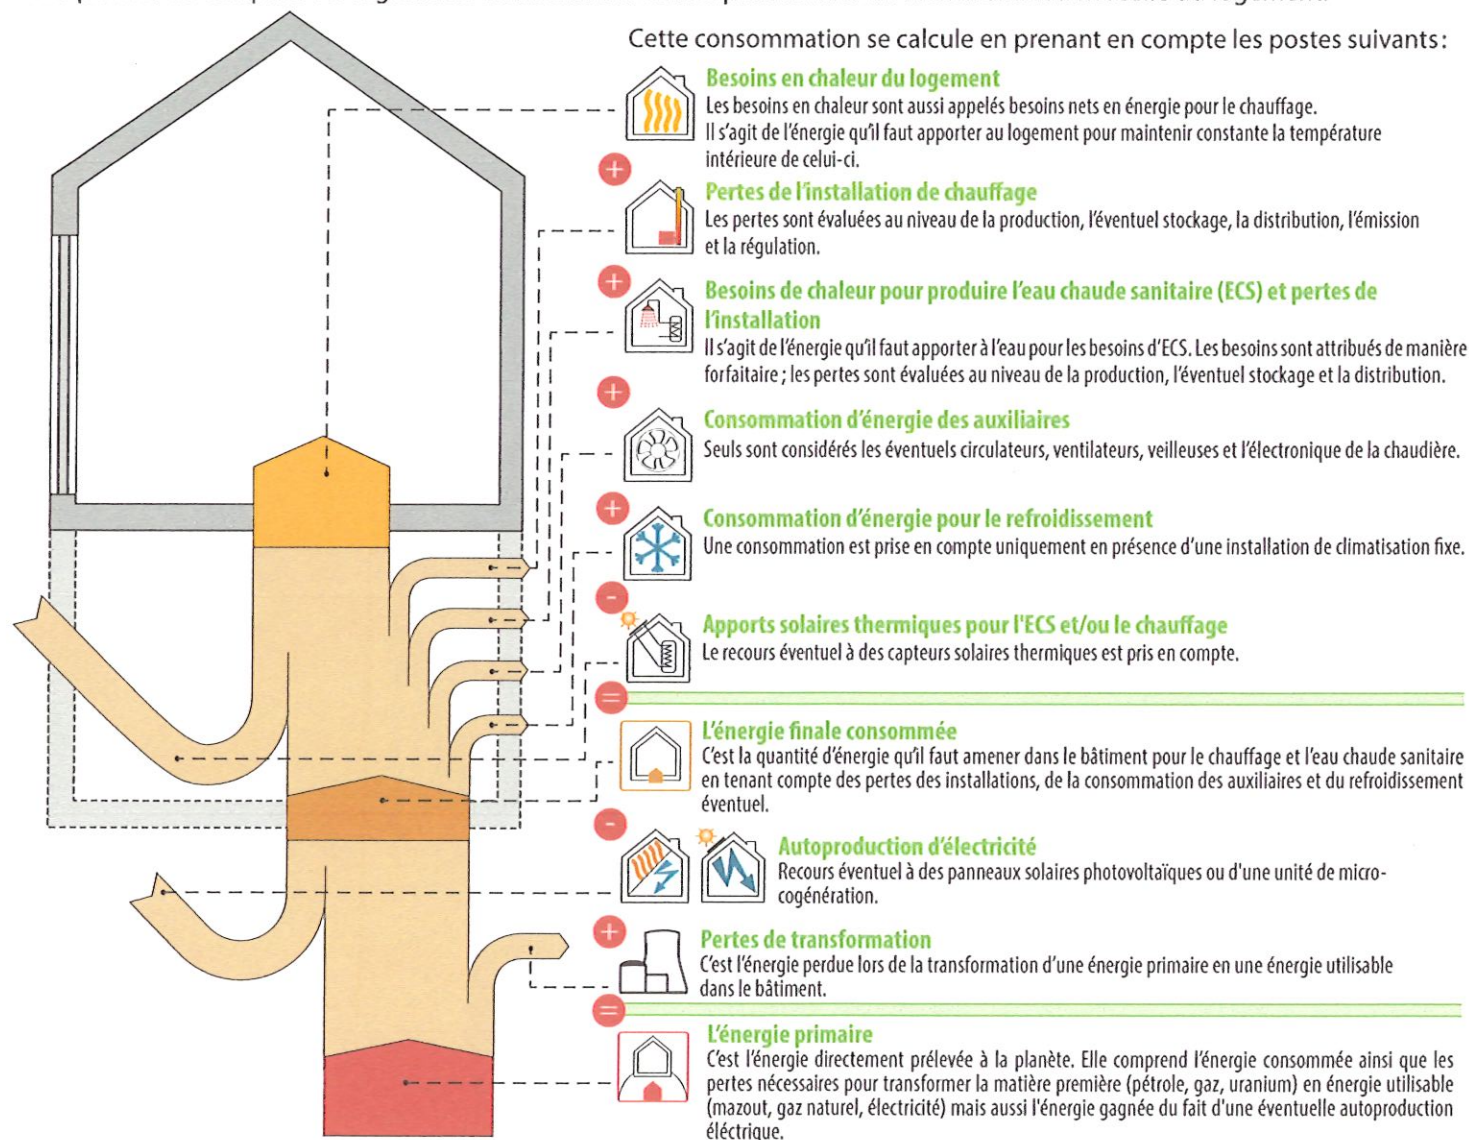 Cette consommation se calcule en prenant en compte les postes suivants:
Besoins en chaleur du logement
Les besoins en chaleur sont aussi appelés besoins nets en énergie pour le chauffage.
Il s'agit de l'énergie qu'il faut apporter au logement pour maintenir constante la température
intérieure de celui-ci.
+
Pertes de l'installation de chauffage
Les pertes sont évaluées au niveau de la production, l'éventuel stockage, la distribution, l'émission
et la régulation.
+
Besoins de chaleur pour produire l'eau chaude sanitaire (ECS) et pertes de
l'installation
Il s'agit de l'énergie qu'il faut apporter à l'eau pour les besoins d'ECS. Les besoins sont attribués de manière
forfaitaire ; les pertes sont évaluées au niveau de la production, l'éventuel stockage et la distribution.
+
Consommation d'énergie des auxiliaires
Seuls sont considérés les éventuels circulateurs, ventilateurs, veilleuses et l'électronique de la chaudière.
+
Consommation d'énergie pour le refroidissement
Une consommation est prise en compte uniquement en présence d'une installation de climatisation fixe.
-
Apports solaires thermiques pour l'ECS et/ou le chauffage
Le recours éventuel à des capteurs solaires thermiques est pris en compte.
=
L'énergie finale consommée
C'est la quantité d'énergie qu'il faut amener dans le bâtiment pour le chauffage et l'eau chaude sanitaire
en tenant compte des pertes des installations, de la consommation des auxiliaires et du refroidissement
éventuel.
-
Autoproduction d'électricité
Recours éventuel à des panneaux solaires photovoltaïques ou d'une unité de micro-
cogénération.
+
Pertes de transformation
C'est l'énergie perdue lors de la transformation d'une énergie primaire en une énergie utilisable
dans le bâtiment.
=
L'énergie primaire
C'est l'énergie directement prélevée à la planète. Elle comprend l'énergie consommée ainsi que les
pertes nécessaires pour transformer la matière première (pétrole, gaz, uranium) en énergie utilisable
(mazout, gaz naturel, électricité) mais aussi l'énergie gagnée du fait d'une éventuelle autoproduction
éléctrique.